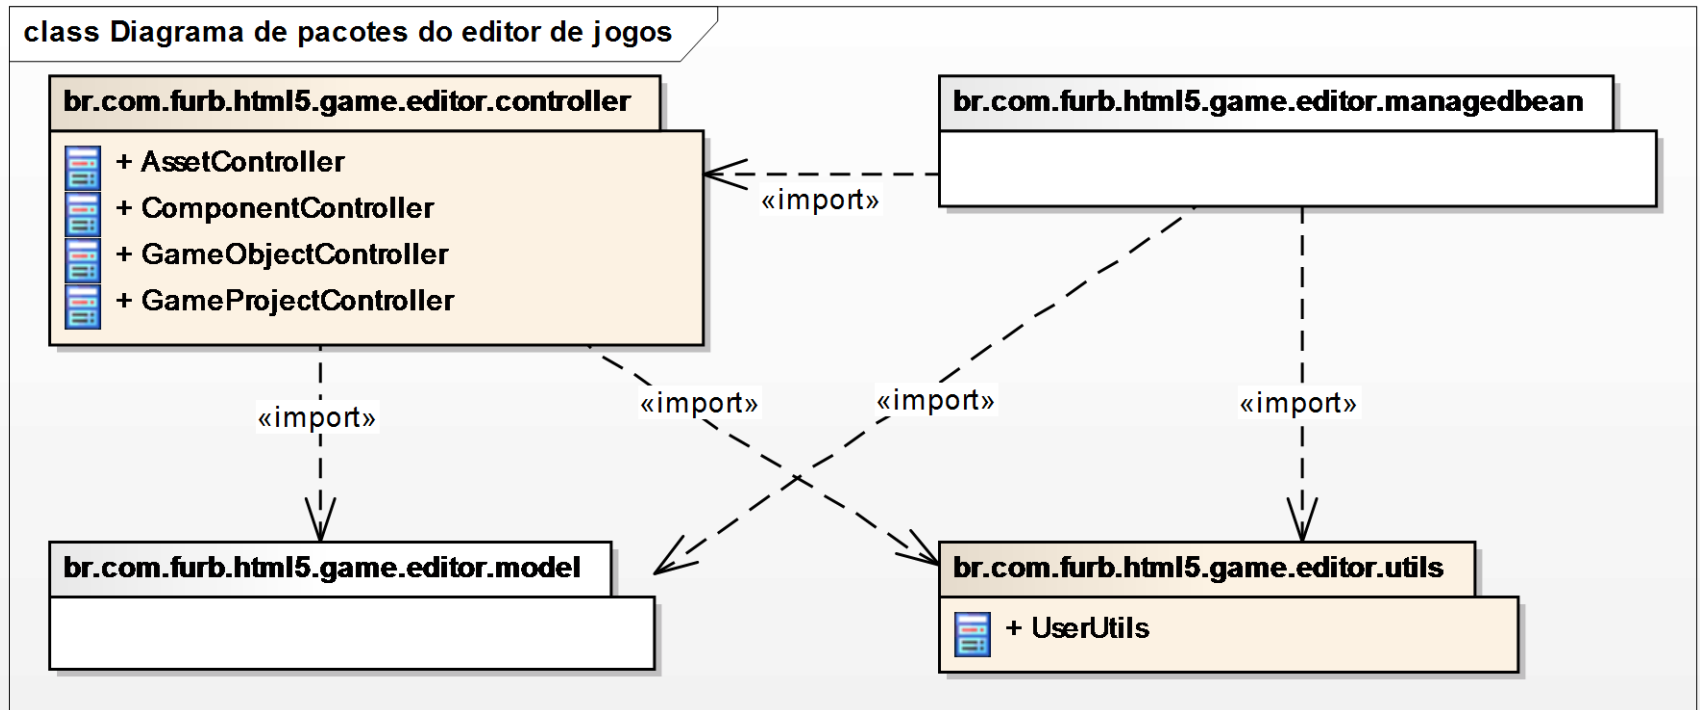 class Diagrama de pacotes do editor de jogos
br.com.furb.html5.game.editor.controller
+ AssetController
+ ComponentController
+ GameObjectController
+ GameProjectController
br.com.furb.html5.game.editor.managedbean
«import»
«import»
«import»
«import»
«import»
br.com.furb.html5.game.editor.model
br.com.furb.html5.game.editor.utils
+ UserUtils